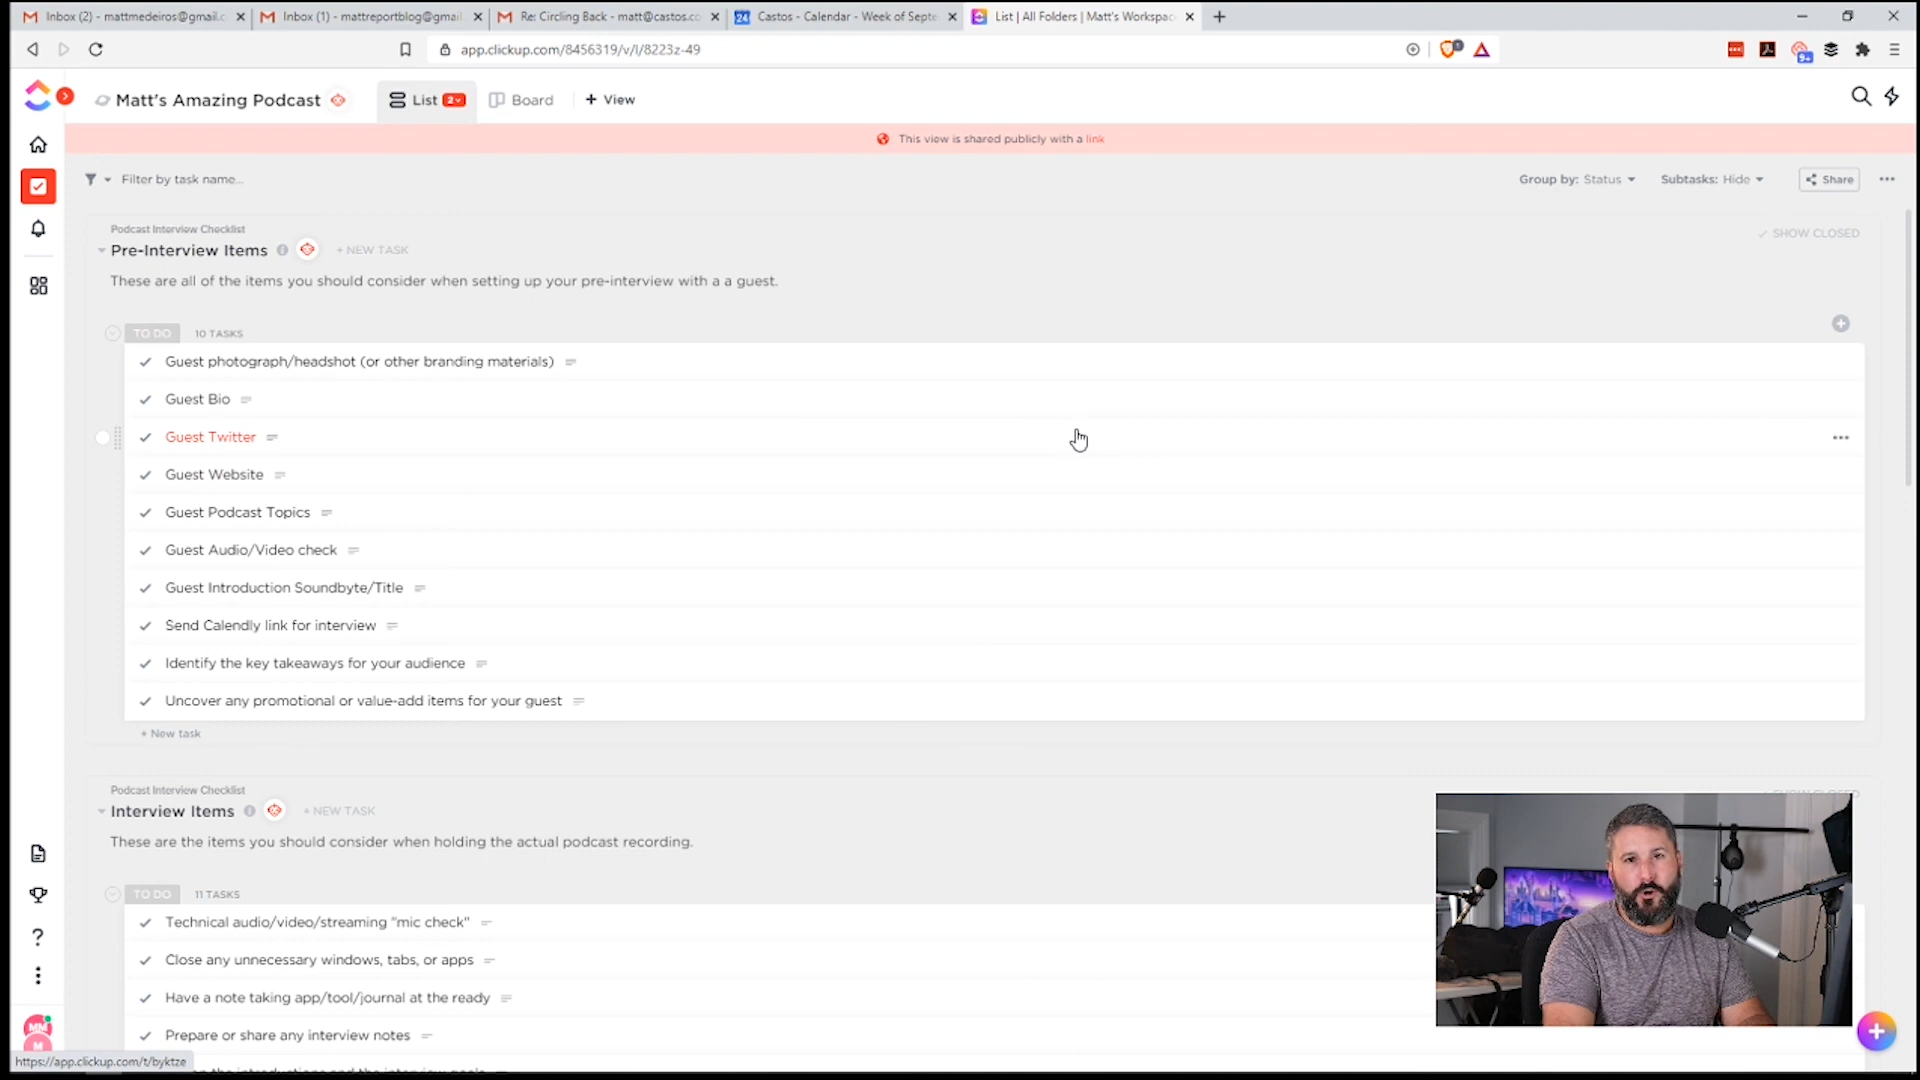 Inbox (2) - mattmedeiros@gmail.c
Inbox (1) - mattreportblog@gmail
Re: Circling Back - matt@castos.co
24 Castos - Calendar - Week of Septe
List | All Folders | Matt's Workspac
app.clickup.com/8456319/v/l/8223z-49
1
9+
Matt's Amazing Podcast
List 2
Board
+ View
This view is shared publicly with a link
Filter by task name...
Group by: Status
Subtasks: Hide
Share
Podcast Interview Checklist
SHOW CLOSED
Pre-Interview Items
+ NEW TASK
These are all of the items you should consider when setting up your pre-interview with a a guest.
TO DO
10 TASKS
Guest photograph/headshot (or other branding materials)
Guest Bio
Guest Twitter
Guest Website
Guest Podcast Topics
Guest Audio/Video check
Guest Introduction Soundbyte/Title
Send Calendly link for interview
Identify the key takeaways for your audience
Uncover any promotional or value-add items for your guest
+ New task
Podcast Interview Checklist
Interview Items
+ NEW TASK
These are the items you should consider when holding the actual podcast recording.
TO DO
11 TASKS
Technical audio/video/streaming "mic check"
Close any unnecessary windows, tabs, or apps
Have a note taking app/tool/journal at the ready
Prepare or share any interview notes
MM
M
https://app.clickup.com/t/byktze